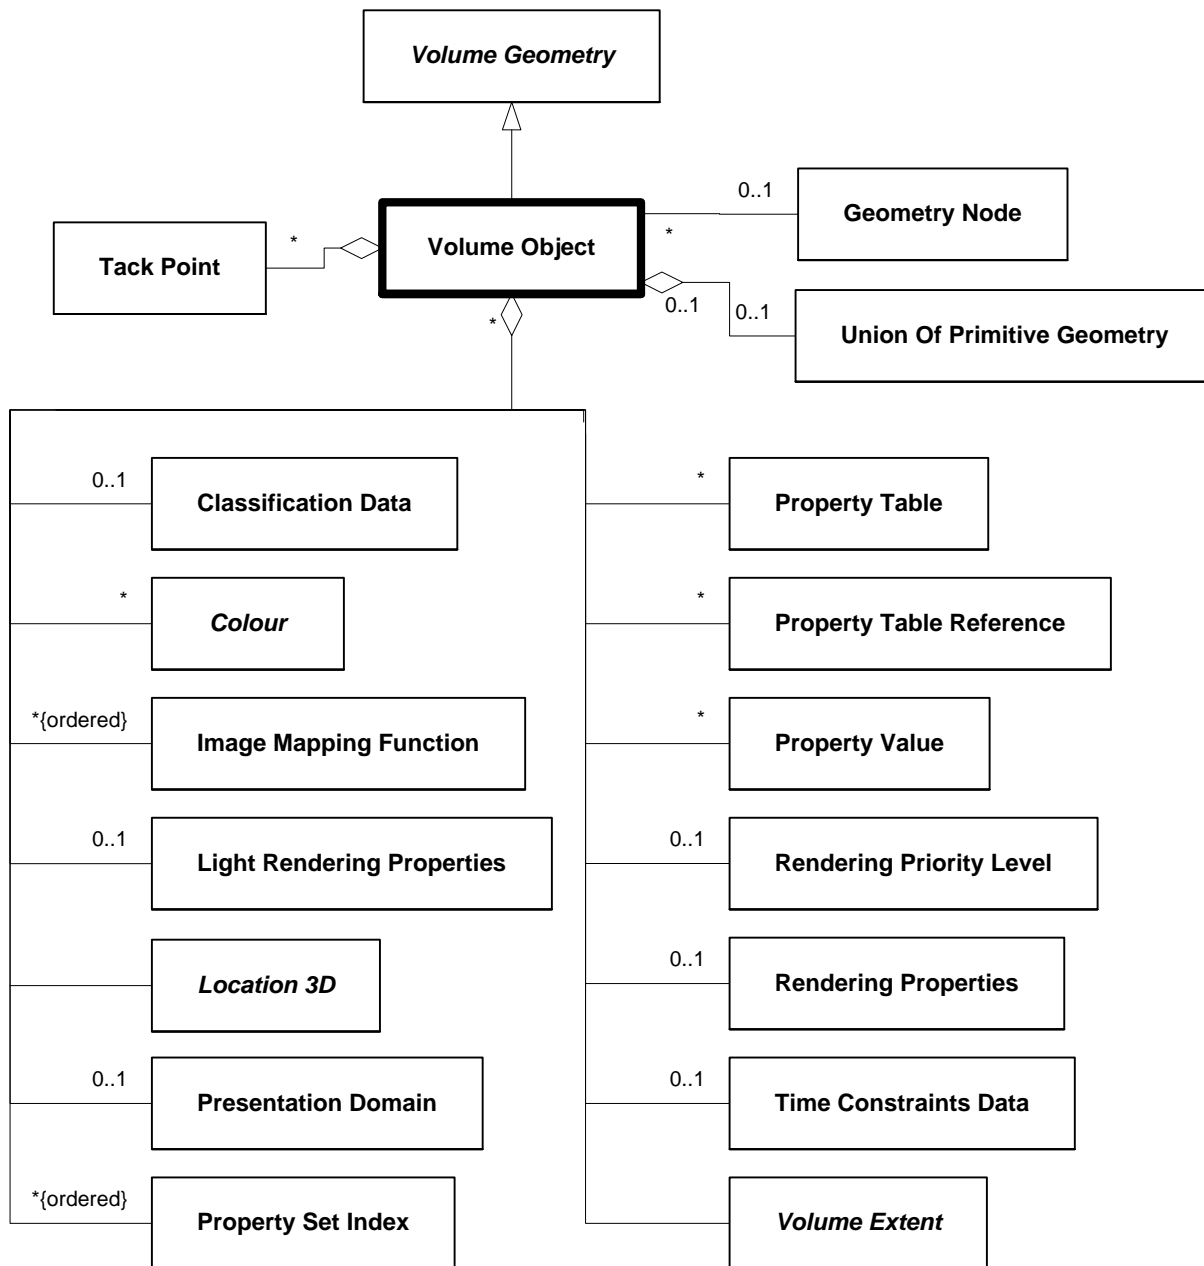 Volume Geometry
0..1
Geometry Node
*
Tack Point
Volume Object
*
0..1
0..1
Union Of Primitive Geometry
*
0..1
Classification Data
*
Property Table
*
Colour
*
Property Table Reference
*{ordered}
Image Mapping Function
*
Property Value
0..1
Light Rendering Properties
0..1
Rendering Priority Level
Location 3D
0..1
Rendering Properties
0..1
Presentation Domain
0..1
Time Constraints Data
*{ordered}
Property Set Index
Volume Extent